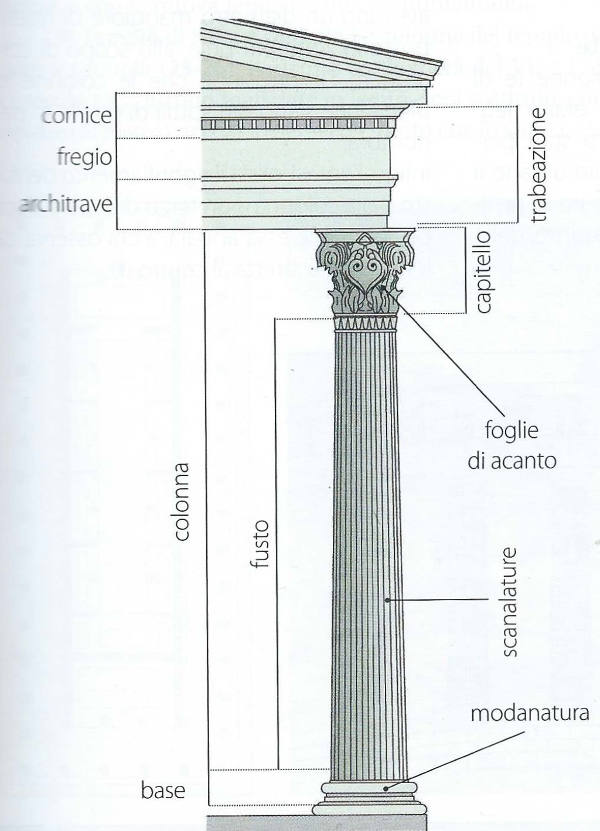 cornice
fregio
architrave
trabeazione
capitello
foglie
di acanto
colonna
fusto
scanalature
modanatura
base